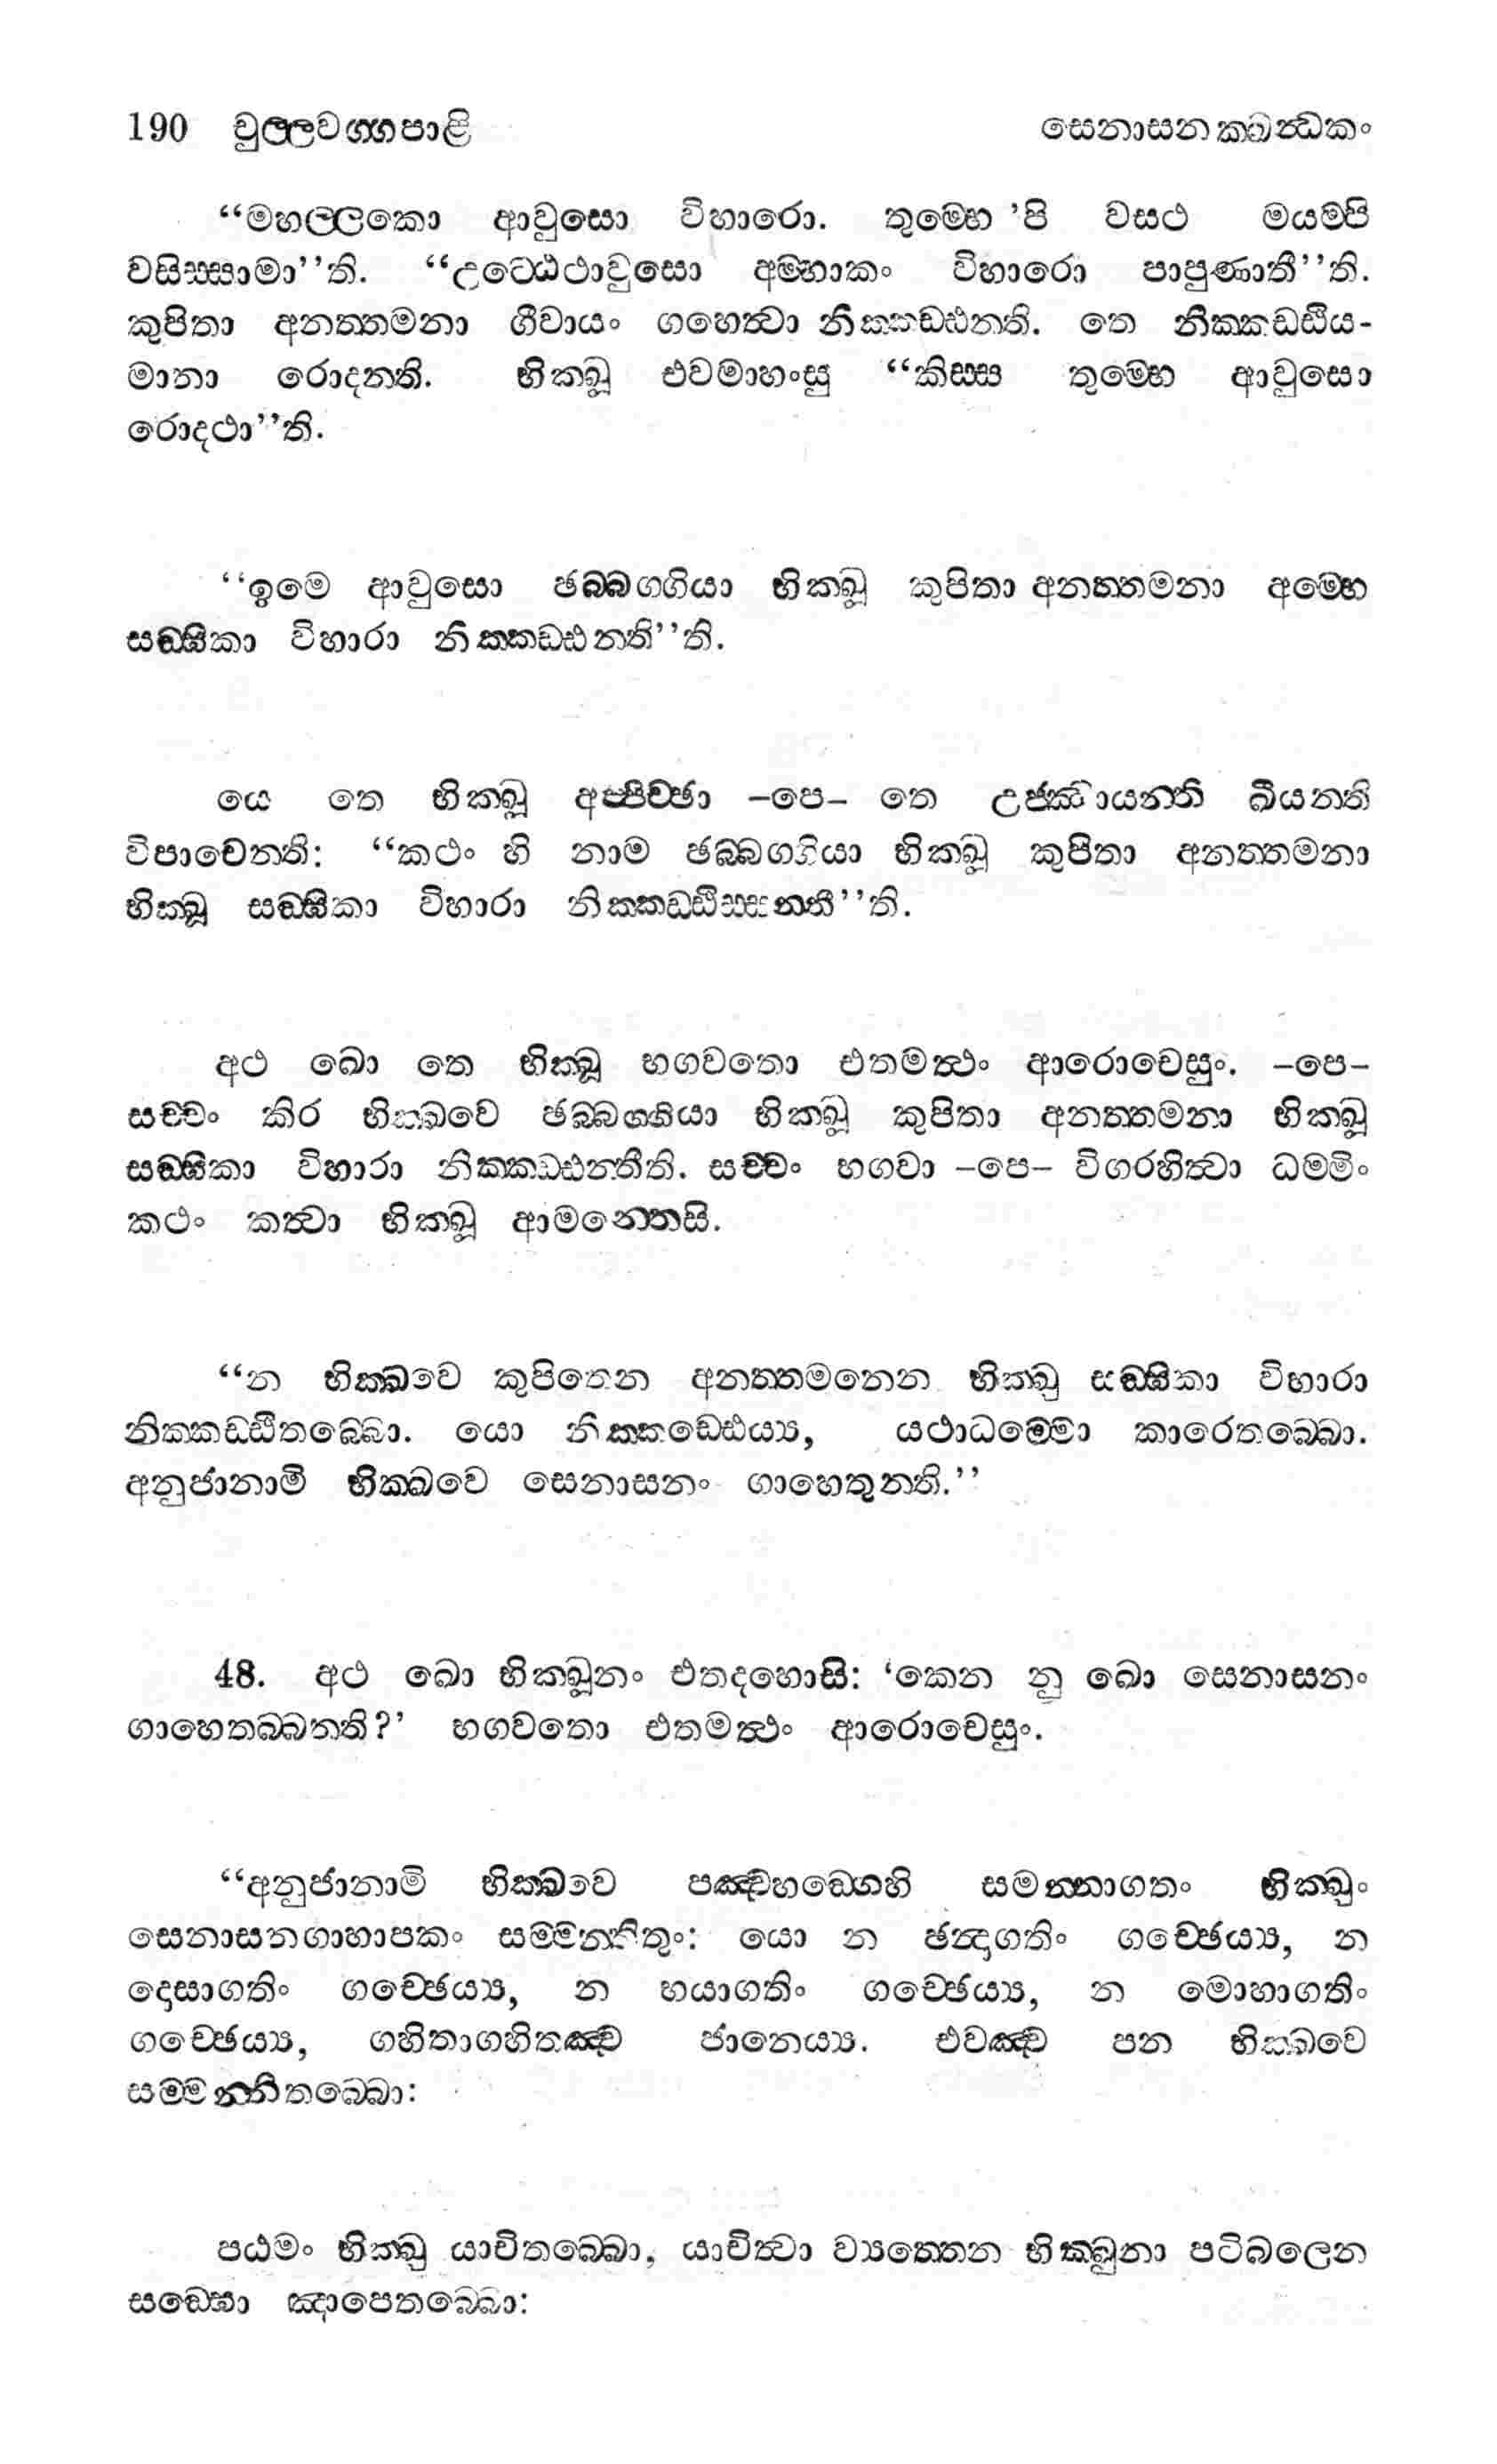 190 චුල්ලවග්ගපාළි සෙනාසනක්ඛන්ධකං
“මහල්ලකො ආවුසො විහාරො. තුම්හෙ ’පි වසථ මයම්පි
වසිස්සාමා’’ති. “උට්ඨෙථාවුසො අම්හාකං විහාරො පාපුණාතී’’ති.
කුපිතා අනත්තමනා ගීවායං ගහෙත්වා නික්කඩ්ඪන්ති. තෙ නික්කඩ්ඪිය-
මානා රොදන්ති. භික්ඛූ එවමාහංසු “කිස්ස තුම්හෙ ආවුසො
රොදථා’’ති.
‘‘ඉමෙ ආවුසො ඡබ්බග්ගියා භික්ඛූ කුපිතා අනත්තමනා අම්හෙ
සඞ්ඝිකා විහාරා නික්කඩ්ඪන්ති’’ති.
යෙ තෙ භික්ඛූ අප්පිච්ඡා –පෙ– තෙ උජ්ඣායන්ති ඛීයන්ති
විපාචෙන්ති: “කථං හි නාම ඡබ්බග්ගියා භික්ඛූ කුපිතා අනත්තමනා
භික්ඛූ සඞ්ඝිකා විහාරා නික්කඩ්ඪිස්සන්තී’’ති.
අථ ඛො තෙ භික්ඛූ භගවතො එතමත්ථං ආරොචෙසුං. –පෙ–
සච්චං කිර භික්ඛවෙ ඡබ්බග්ගියා භික්ඛූ කුපිතා අනත්තමනා භික්ඛූ
සඞ්ඝිකා විහාරා නික්කඩ්ඪන්තීති. සච්චං භගවා –පෙ– විගරහිත්වා ධම්මිං
කථං කත්වා භික්ඛූ ආමන්තෙසි.
“න භික්ඛවෙ කුපිතෙන අනත්තමනෙන භික්ඛු සඞ්ඝිකා විහාරා
නික්කඩ්ඪිතබ්බො. යො නික්කඩ්ඪෙය්‍ය, යථාධම්මො කාරෙතබ්බො.
අනුජානාමි භික්ඛවෙ සෙනාසනං ගාහෙතුන්ති.’’
48. අථ ඛො භික්ඛූනං එතදහොසි: ‘කෙන නු ඛො සෙනාසනං
ගාහෙතබ්බන්ති?’ භගවතො එතමත්ථං ආරොචෙසුං.
“අනුජානාමි භික්ඛවෙ පඤ්චහඞ්ගෙහි සමන්නාගතං භික්ඛුං
සෙනාසනගාහාපකං සම්මන්නිතුං: යො න ඡන්දාගතිං ගච්ඡෙය්‍ය, න
දොසාගතිං ගච්ඡෙය්‍ය, න භයාගතිං ගච්ඡෙය්‍ය, න මොහාගතිං
ගච්ඡෙය්‍ය, ගහිතාගහිතඤ්ච ජානෙය්‍ය. එවඤ්ච පන භික්ඛවෙ
සම්මන්නිතබ්බො:
පඨමං භික්ඛු යාචිතබ්බො, යාචිත්වා ව්‍යත්තෙන භික්ඛුනා පටිබලෙන
සඞ්ඝො ඤාපෙතබ්බො: